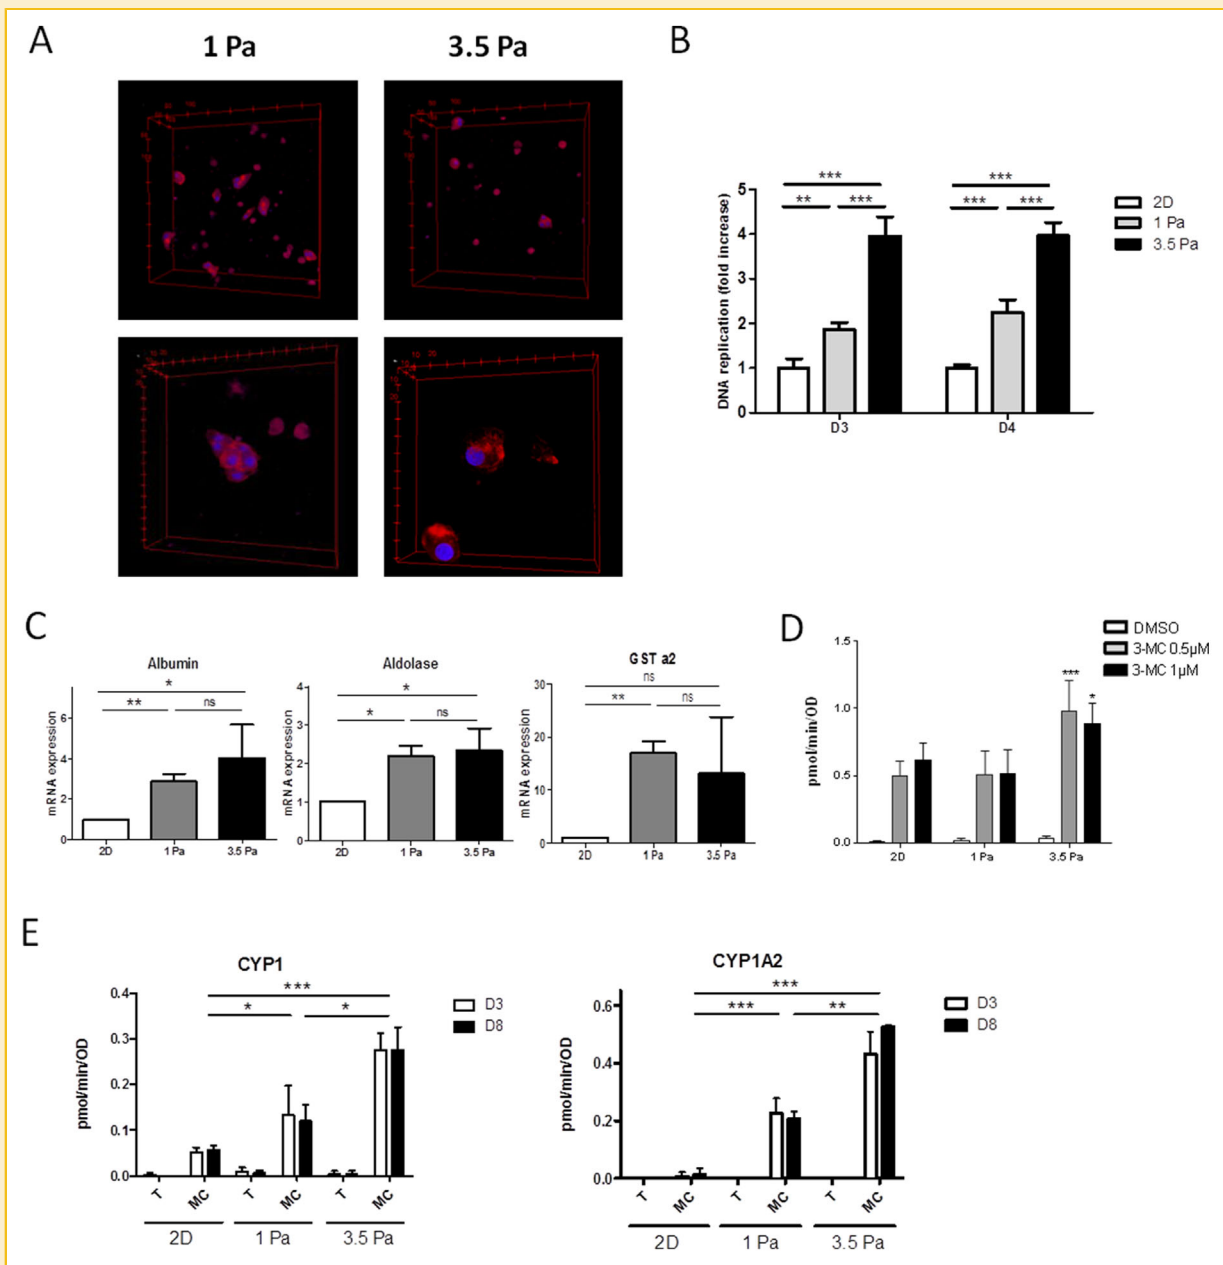 A
1 Pa
3.5 Pa
B
DNA replication (fold increase)
5
4
3
2
1
0
***
**
***
***
***
***
D3
D4
2D
1 Pa
3.5 Pa
C
Albumin
mRNA expression
6
4
2
0
*
**
ns
2D
1 Pa
3.5 Pa
Aldolase
mRNA expression
4
3
2
1
0
*
*
ns
2D
1 Pa
3.5 Pa
GST a2
mRNA expression
30
20
10
0
ns
**
ns
2D
1 Pa
3.5 Pa
D
DMSO
3-MC 0.5µM
3-MC 1µM
pmol/min/OD
1.5
1.0
0.5
0.0
***
*
2D
1 Pa
3.5 Pa
E
CYP1
pmol/min/OD
0.4
0.3
0.2
0.1
0.0
***
*
*
D3
D8
T
MC
T
MC
T
MC
2D
1 Pa
3.5 Pa
CYP1A2
pmol/min/OD
0.6
0.4
0.2
0.0
***
***
**
D3
D8
T
MC
T
MC
T
MC
2D
1 Pa
3.5 Pa